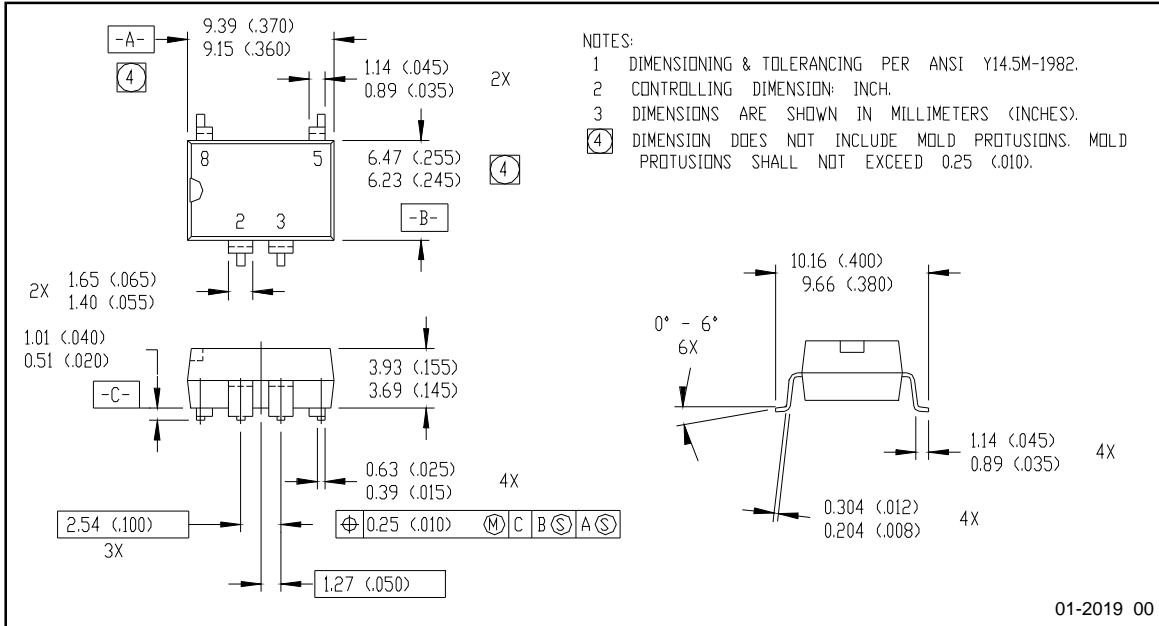 9.39 (.370)
9.15 (.360)
-A-
4
1.14 (.045)
0.89 (.035)
2X
8
5
6.47 (.255)
6.23 (.245)
4
2 3
-B-
2X
1.65 (.065)
1.40 (.055)
1.01 (.040)
0.51 (.020)
-C-
3.93 (.155)
3.69 (.145)
0.63 (.025)
0.39 (.015)
4X
2.54 (.100)
3X
⌖ 0.25 (.010) Ⓜ C B Ⓢ A Ⓢ
1.27 (.050)
NOTES:
1 DIMENSIONING & TOLERANCING PER ANSI Y14.5M-1982.
2 CONTROLLING DIMENSION: INCH.
3 DIMENSIONS ARE SHOWN IN MILLIMETERS (INCHES).
4 DIMENSION DOES NOT INCLUDE MOLD PROTUSIONS. MOLD
PROTUSIONS SHALL NOT EXCEED 0.25 (.010).
10.16 (.400)
9.66 (.380)
0° - 6°
6X
1.14 (.045)
0.89 (.035)
4X
0.304 (.012)
0.204 (.008)
4X
01-2019 00